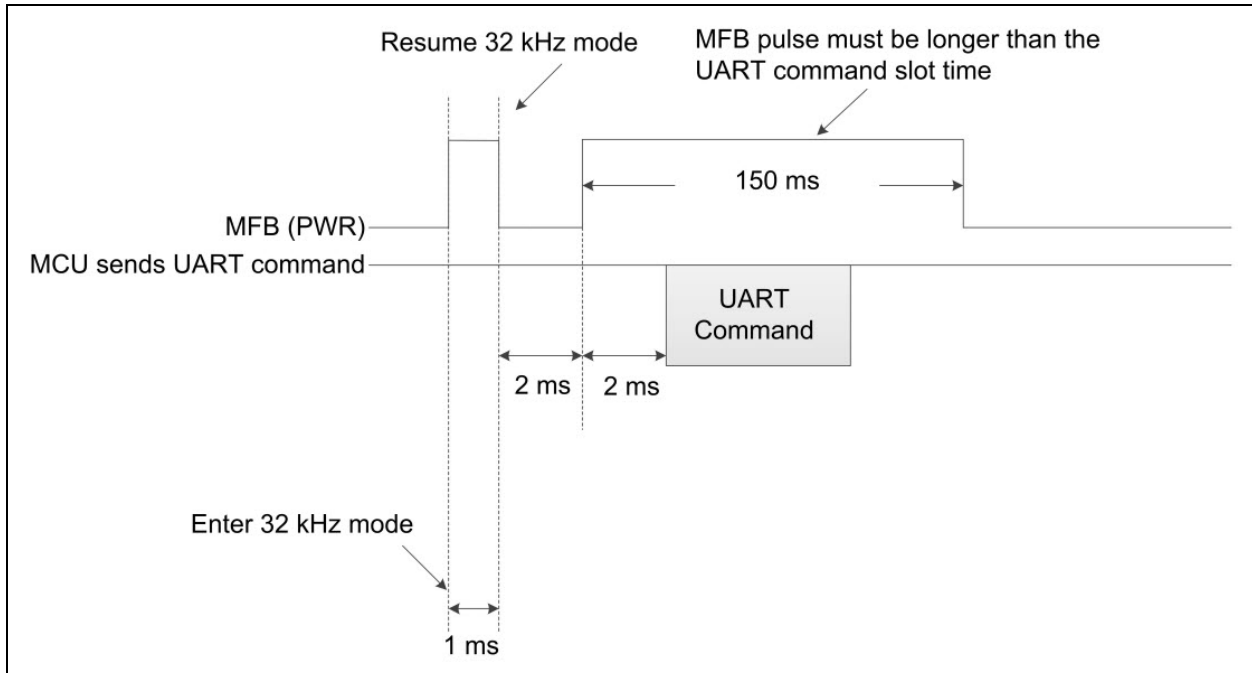 Resume 32 kHz mode
MFB pulse must be longer than the
UART command slot time
150 ms
MFB (PWR)
MCU sends UART command
UART
Command
2 ms
2 ms
Enter 32 kHz mode
1 ms